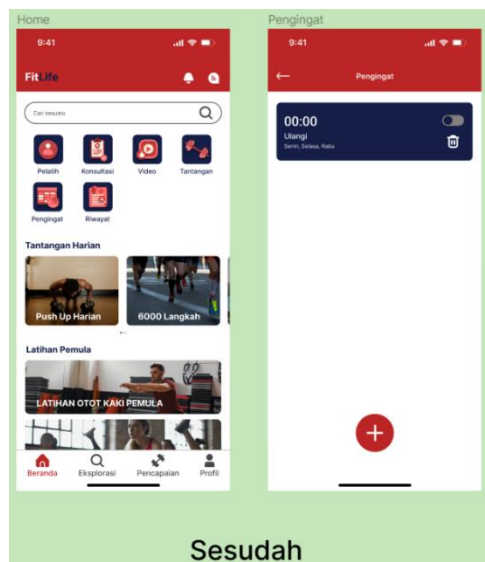 Home
9:41
FitLife
Cari sesuatu
Pelatih
Konsultasi
Video
Tantangan
Pengingat
Riwayat
Tantangan Harian
Push Up Harian
6000 Langkah
Latihan Pemula
LATIHAN OTOT KAKI PEMULA
Beranda
Eksplorasi
Pencapaian
Profil
Pengingat
9:41
Pengingat
00:00
Ulangi
Senin, Selasa, Rabu
Sesudah